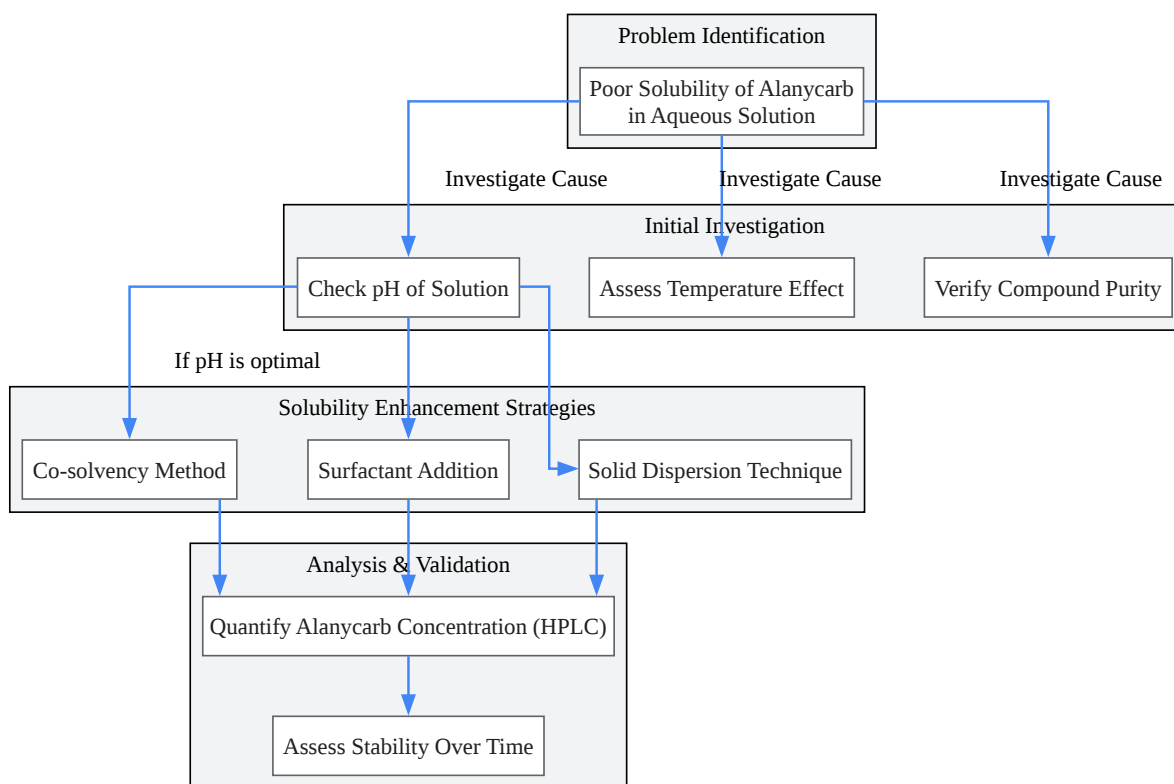 Problem Identification
Poor Solubility of Alanycarb
in Aqueous Solution
Investigate Cause
Investigate Cause
Investigate Cause
Initial Investigation
Check pH of Solution
Assess Temperature Effect
Verify Compound Purity
If pH is optimal
Solubility Enhancement Strategies
Co-solvency Method
Surfactant Addition
Solid Dispersion Technique
Analysis & Validation
Quantify Alanycarb Concentration (HPLC)
Assess Stability Over Time